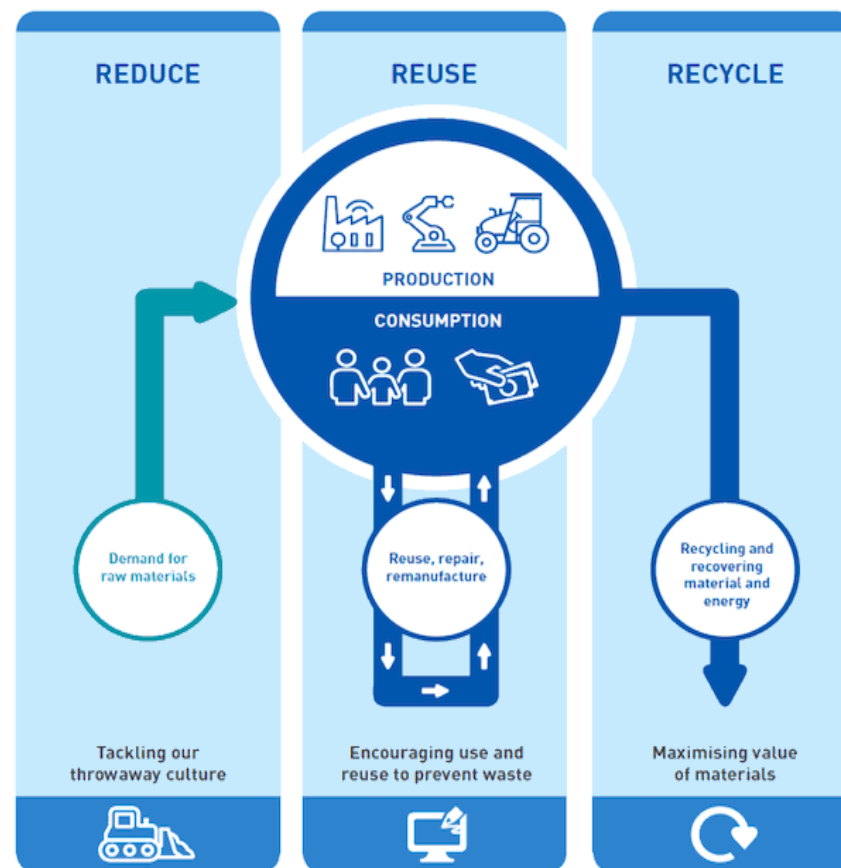 REDUCE
REUSE
RECYCLE
PRODUCTION
CONSUMPTION
Demand for
raw materials
Reuse, repair,
remanufacture
Recycling and
recovering
material and
energy
Tackling our
throwaway culture
Encouraging use and
reuse to prevent waste
Maximising value
of materials